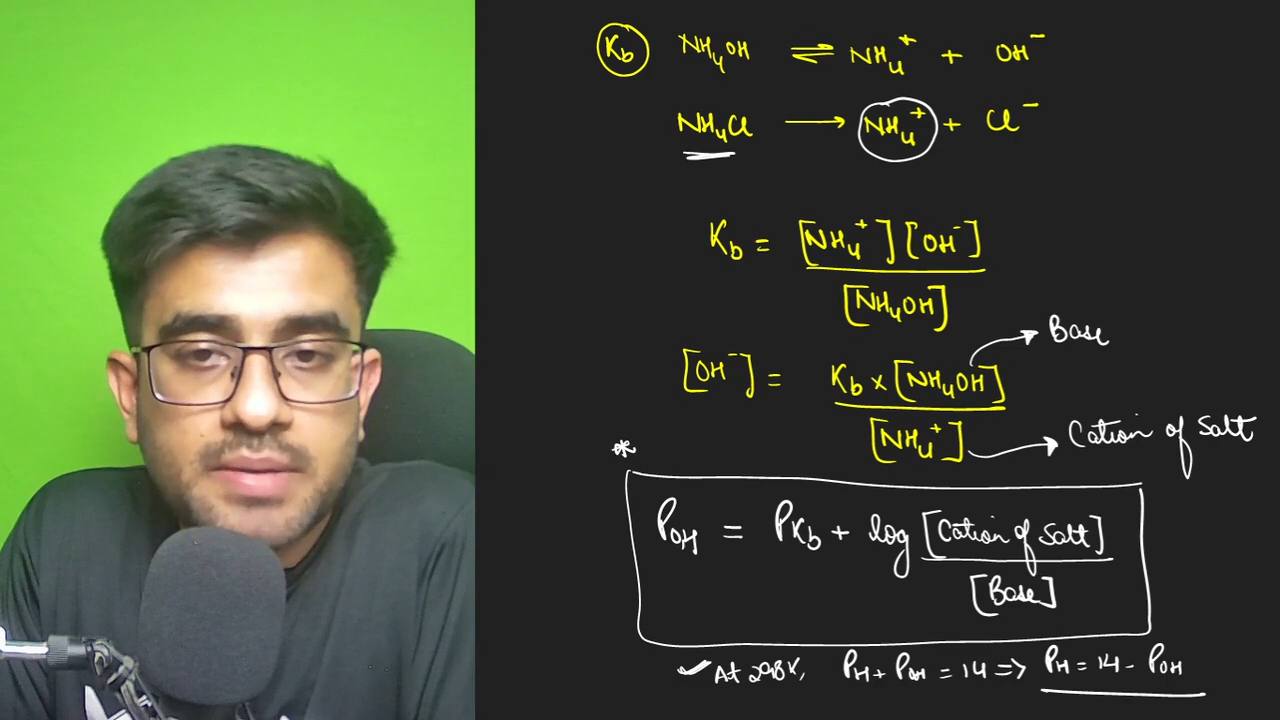 Kb NH₄OH ⇌ NH₄⁺ + OH⁻
NH₄Cl → NH₄⁺ + Cl⁻
Kb = [NH₄⁺] [OH⁻] / [NH₄OH]
Base
[OH⁻] = Kb × [NH₄OH] / [NH₄⁺]
Cation of Salt
*
POH = PKb + log [Cation of Salt] / [Base]
✓ At 298K, PH + POH = 14 => PH = 14 - POH